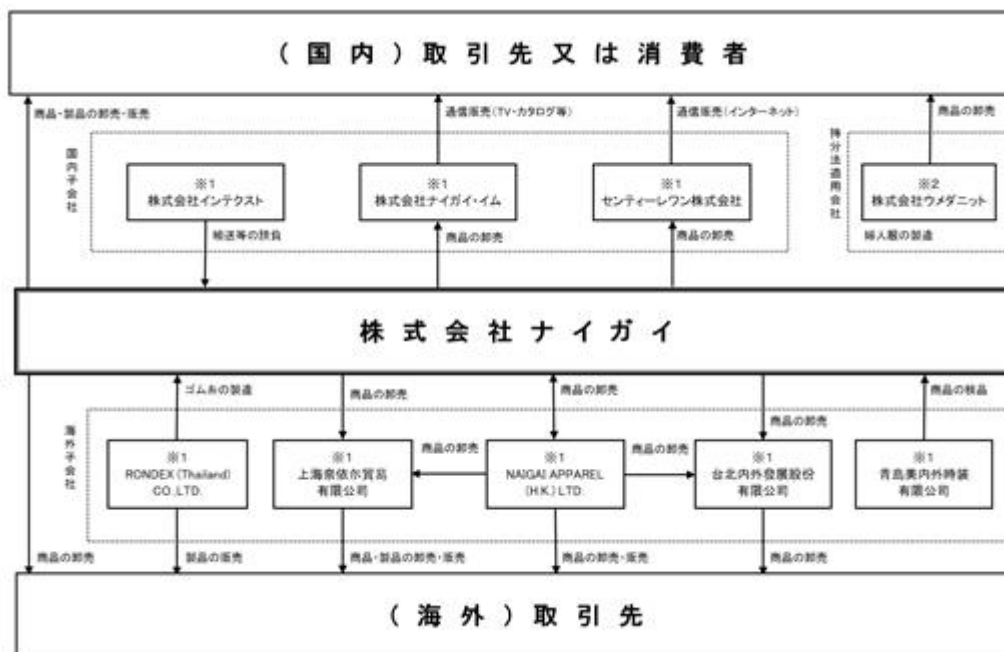 (国内)取引先又は消費者
商品・製品の卸売・販売
通信販売(TV・カタログ等)
通信販売(インターネット)
商品の卸売
国内子会社
持分法適用会社
※1
株式会社インテクスト
※1
株式会社ナイガイ・イム
※1
センティーレワン株式会社
※2
株式会社ウメダニット
輸送等の請負
商品の卸売
商品の卸売
婦人服の製造
株式会社ナイガイ
ゴム糸の製造
商品の卸売
商品の卸売
商品の卸売
商品の検品
海外子会社
商品の卸売
商品の卸売
※1
RONDEX (Thailand)
CO.,LTD.
※1
有限公司
※1
NAIGAI APPAREL
(H.K.) LTD.
※1
台北内外發展股份
有限公司
※1
青島美内外時装
有限公司
商品の卸売
製品の販売
商品・製品の卸売・販売
商品の卸売・販売
商品の卸売
(海外)取引先